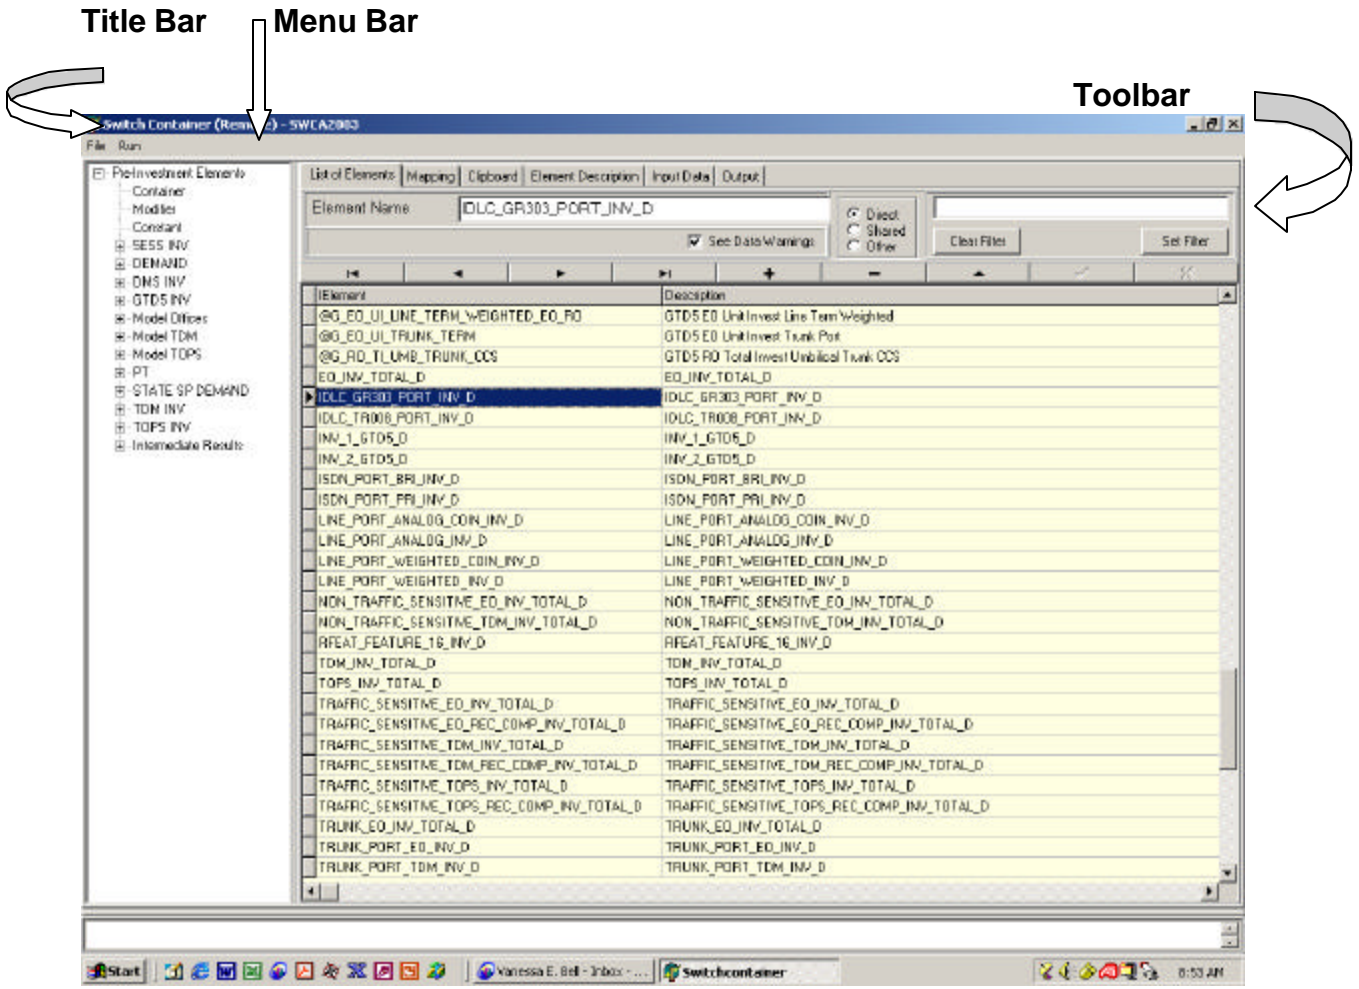 Title Bar
Menu Bar
Toolbar
Switch Container (Remote) - SWCA2003
File Run
Pre-Investment Elements
Container
Modifier
Constant
5ESS INV
DEMAND
DMS INV
GTD5 INV
Model Offices
Model TDM
Model TOPS
PT
STATE SP DEMAND
TDM INV
TOPS INV
Intermediate Results
List of Elements Mapping Clipboard Element Description Input Data Output
Element Name IDLC_GR303_PORT_INV_D
See Data Warnings
Direct
Shared
Other
Clear Filter Set Filter
IElement Description
@G_EO_UI_LINE_TERM_WEIGHTED_EO_RO GTD5 EO Unit Invest Line Term Weighted
@G_EO_UI_TRUNK_TERM GTD5 EO Unit Invest Trunk Port
@G_RO_TI_UMB_TRUNK_CCS GTD5 RO Total Invest Umbilical Trunk CCS
EO_INV_TOTAL_D EO_INV_TOTAL_D
IDLC_GR303_PORT_INV_D IDLC_GR303_PORT_INV_D
IDLC_TR008_PORT_INV_D IDLC_TR008_PORT_INV_D
INV_1_GTD5_D INV_1_GTD5_D
INV_2_GTD5_D INV_2_GTD5_D
ISDN_PORT_BRI_INV_D ISDN_PORT_BRI_INV_D
ISDN_PORT_PRI_INV_D ISDN_PORT_PRI_INV_D
LINE_PORT_ANALOG_COIN_INV_D LINE_PORT_ANALOG_COIN_INV_D
LINE_PORT_ANALOG_INV_D LINE_PORT_ANALOG_INV_D
LINE_PORT_WEIGHTED_COIN_INV_D LINE_PORT_WEIGHTED_COIN_INV_D
LINE_PORT_WEIGHTED_INV_D LINE_PORT_WEIGHTED_INV_D
NON_TRAFFIC_SENSITIVE_EO_INV_TOTAL_D NON_TRAFFIC_SENSITIVE_EO_INV_TOTAL_D
NON_TRAFFIC_SENSITIVE_TDM_INV_TOTAL_D NON_TRAFFIC_SENSITIVE_TDM_INV_TOTAL_D
RFEAT_FEATURE_16_INV_D RFEAT_FEATURE_16_INV_D
TDM_INV_TOTAL_D TDM_INV_TOTAL_D
TOPS_INV_TOTAL_D TOPS_INV_TOTAL_D
TRAFFIC_SENSITIVE_EO_INV_TOTAL_D TRAFFIC_SENSITIVE_EO_INV_TOTAL_D
TRAFFIC_SENSITIVE_EO_REC_COMP_INV_TOTAL_D TRAFFIC_SENSITIVE_EO_REC_COMP_INV_TOTAL_D
TRAFFIC_SENSITIVE_TDM_INV_TOTAL_D TRAFFIC_SENSITIVE_TDM_INV_TOTAL_D
TRAFFIC_SENSITIVE_TDM_REC_COMP_INV_TOTAL_D TRAFFIC_SENSITIVE_TDM_REC_COMP_INV_TOTAL_D
TRAFFIC_SENSITIVE_TOPS_INV_TOTAL_D TRAFFIC_SENSITIVE_TOPS_INV_TOTAL_D
TRAFFIC_SENSITIVE_TOPS_REC_COMP_INV_TOTAL_D TRAFFIC_SENSITIVE_TOPS_REC_COMP_INV_TOTAL_D
TRUNK_EO_INV_TOTAL_D TRUNK_EO_INV_TOTAL_D
TRUNK_PORT_EO_INV_D TRUNK_PORT_EO_INV_D
TRUNK_PORT_TDM_INV_D TRUNK_PORT_TDM_INV_D
Start Vanessa E. Bell - Inbox - ... Switchcontainer 8:53 AM